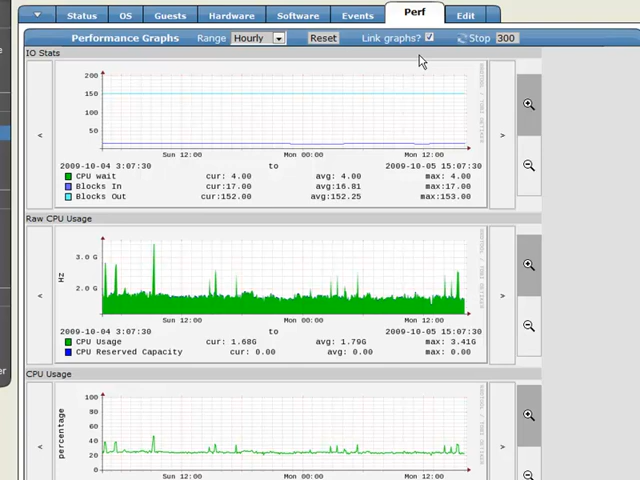 Status OS Guests Hardware Software Events Perf Edit
Performance Graphs Range Hourly Reset Link graphs? Stop 300
IO Stats
200
150
100
50
Sun 12:00 Mon 00:00 Mon 12:00
2009-10-04 3:07:30 to 2009-10-05 15:07:30
CPU wait cur: 4.00 avg: 4.00 max: 4.00
Blocks In cur:17.00 avg:16.81 max:17.00
Blocks Out cur:152.00 avg:152.25 max:153.00
< >
Raw CPU Usage
3.0 G
Hz
2.0 G
Sun 12:00 Mon 00:00 Mon 12:00
2009-10-04 3:07:30 to 2009-10-05 15:07:30
CPU Usage cur: 1.68G avg: 1.79G max: 3.41G
CPU Reserved Capacity cur: 0.00 avg: 0.00 max: 0.00
< >
CPU Usage
percentage
100
80
60
40
20
0
Sun 12:00 Mon 00:00 Mon 12:00
< >
er